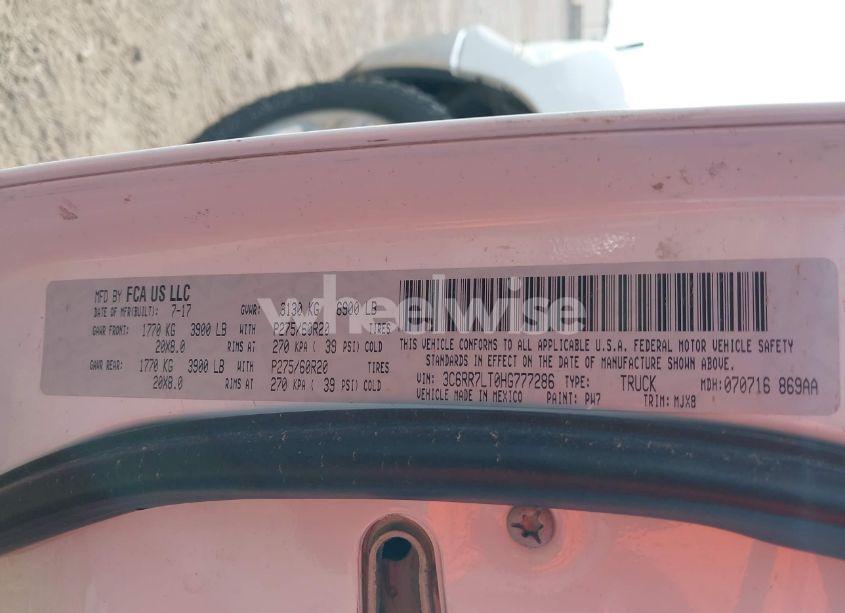 MFD BY FCA US LLC
DATE OF MFR(BUILT): 7-17 GVWR: 3130 KG 6900 LB
GAWR FRONT: 1770 KG 3900 LB WITH P275/60R20 TIRES
20X8.0 RIMS AT 270 KPA ( 39 PSI) COLD
GAWR REAR: 1770 KG 3900 LB WITH P275/60R20 TIRES
20X8.0 RIMS AT 270 KPA ( 39 PSI) COLD
THIS VEHICLE CONFORMS TO ALL APPLICABLE U.S.A. FEDERAL MOTOR VEHICLE SAFETY
STANDARDS IN EFFECT ON THE DATE OF MANUFACTURE SHOWN ABOVE.
VIN: 3C6RR7LT0HG777286 TYPE: TRUCK MDH: 070716 869AA
VEHICLE MADE IN MEXICO PAINT: PW7 TRIM: MJX8
wheelwise